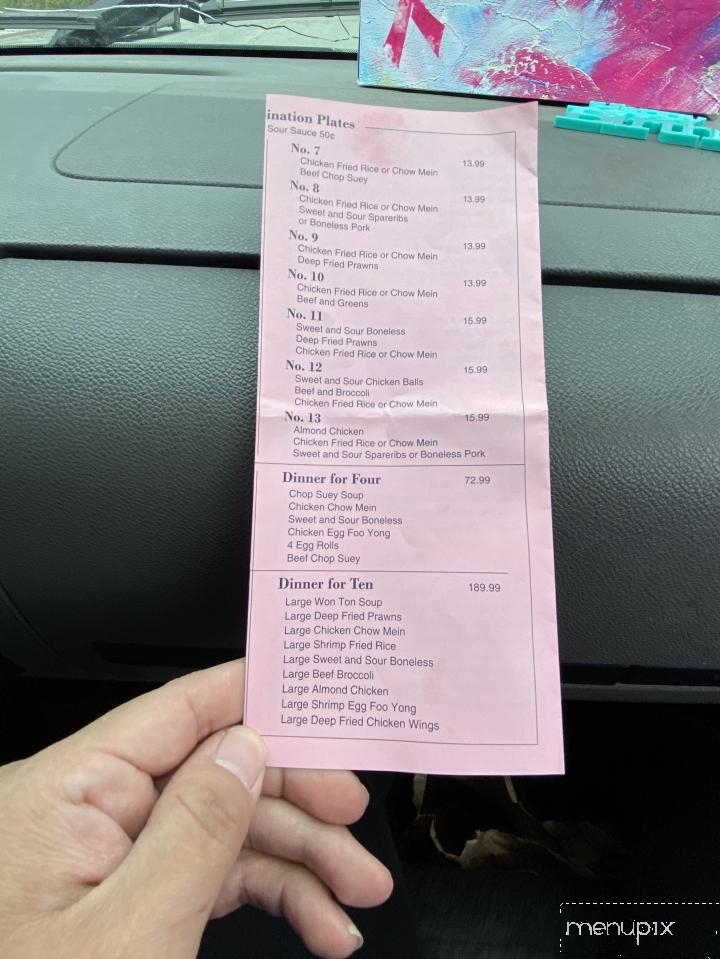 ination Plates
Sour Sauce 50¢
No. 7
Chicken Fried Rice or Chow Mein 13.99
Beef Chop Suey
No. 8
Chicken Fried Rice or Chow Mein 13.99
Sweet and Sour Spareribs
or Boneless Pork
No. 9
Chicken Fried Rice or Chow Mein 13.99
Deep Fried Prawns
No. 10
Chicken Fried Rice or Chow Mein 13.99
Beef and Greens
No. 11 15.99
Sweet and Sour Boneless
Deep Fried Prawns
Chicken Fried Rice or Chow Mein
No. 12 15.99
Sweet and Sour Chicken Balls
Beef and Broccoli
Chicken Fried Rice or Chow Mein
No. 13 15.99
Almond Chicken
Chicken Fried Rice or Chow Mein
Sweet and Sour Spareribs or Boneless Pork
Dinner for Four 72.99
Chop Suey Soup
Chicken Chow Mein
Sweet and Sour Boneless
Chicken Egg Foo Yong
4 Egg Rolls
Beef Chop Suey
Dinner for Ten 189.99
Large Won Ton Soup
Large Deep Fried Prawns
Large Chicken Chow Mein
Large Shrimp Fried Rice
Large Sweet and Sour Boneless
Large Beef Broccoli
Large Almond Chicken
Large Shrimp Egg Foo Yong
Large Deep Fried Chicken Wings
menupix